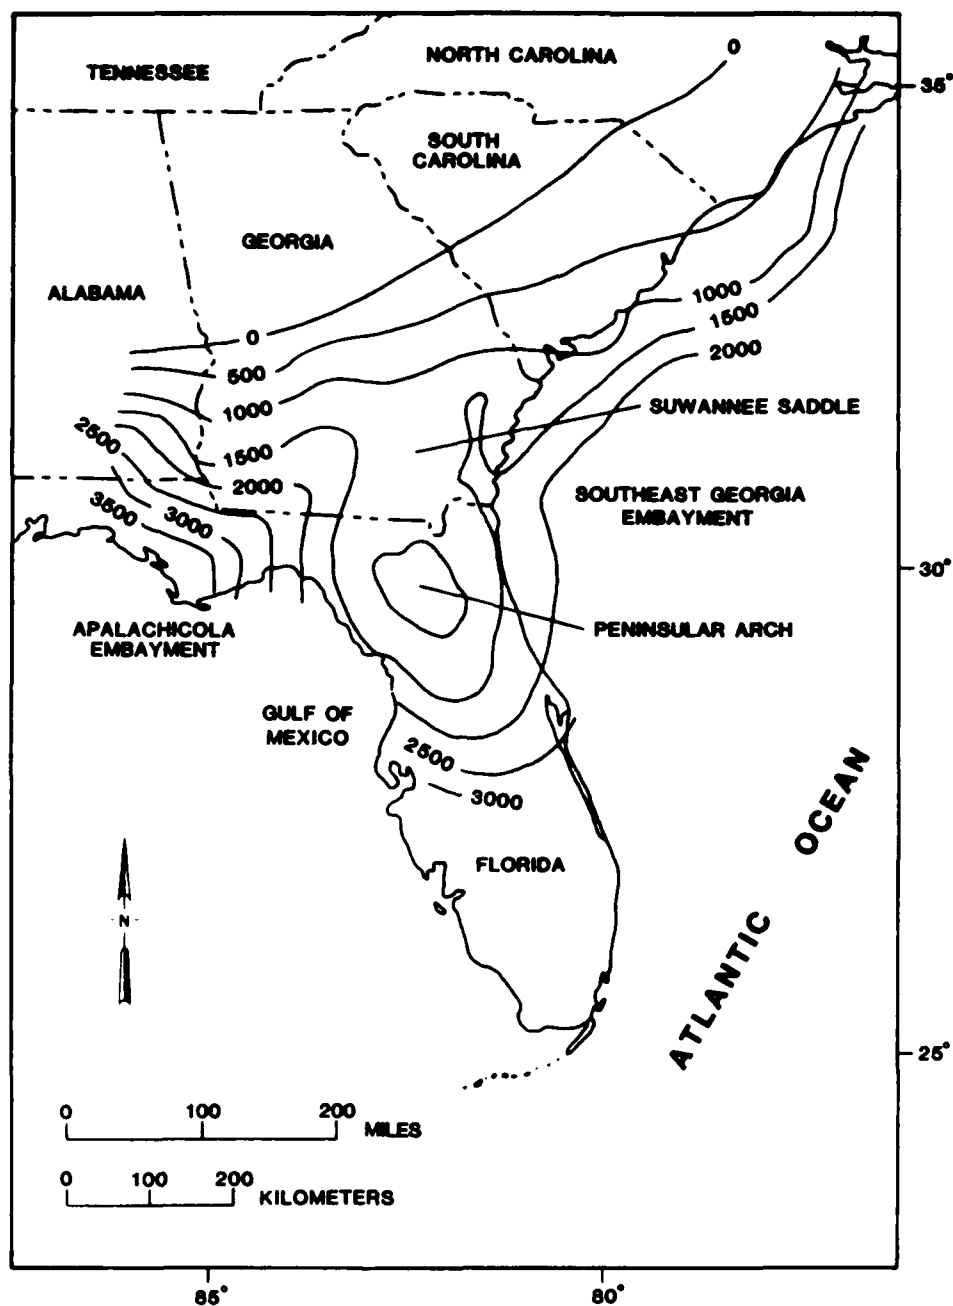 NORTH CAROLINA
0
TENNESSEE
35°
SOUTH
CAROLINA
GEORGIA
ALABAMA
1000
1500
2000
0
500
1000
SUWANNEE SADDLE
2500
1500
2000
SOUTHEAST GEORGIA
EMBAYMENT
3500
3000
30°
APALACHICOLA
EMBAYMENT
PENINSULAR ARCH
GULF OF
MEXICO
2500
3000
OCEAN
FLORIDA
N
ATLANTIC
25°
0 100 200
MILES
0 100 200
KILOMETERS
85° 80°